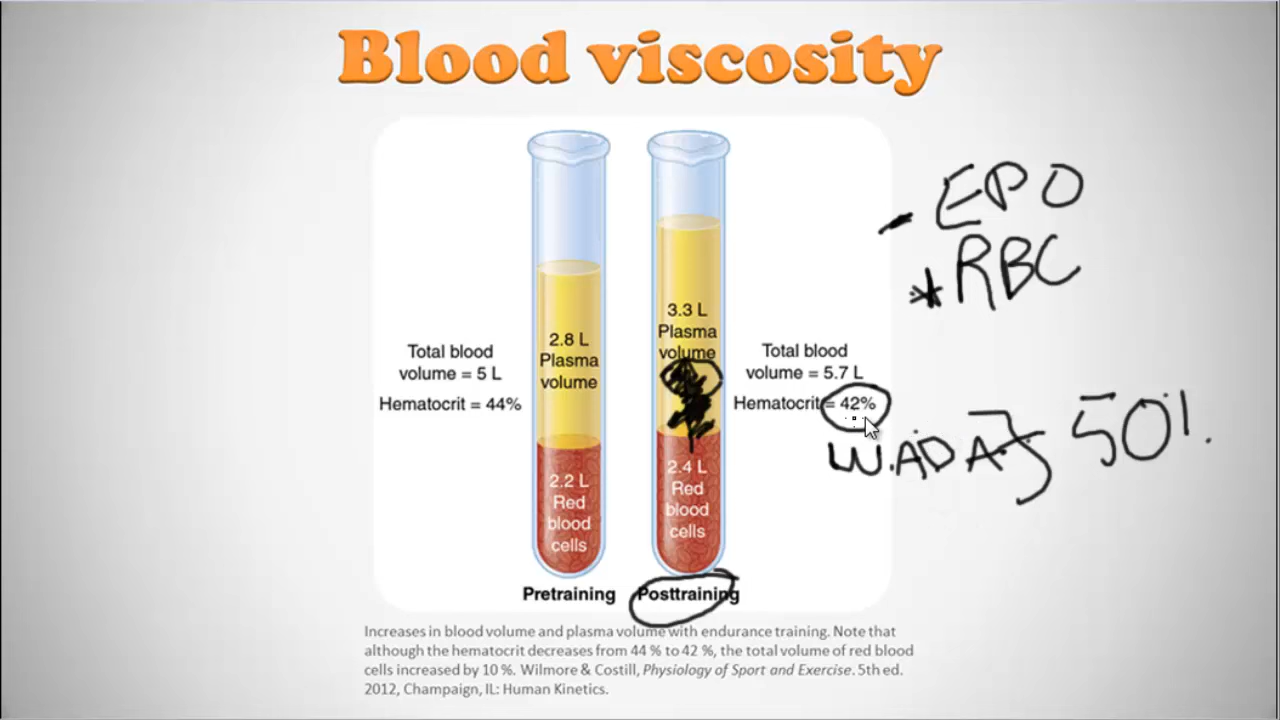 Blood viscosity
- EPO
* RBC
Total blood
volume = 5 L
Hematocrit = 44%
2.8 L
Plasma
volume
2.2 L
Red
blood
cells
Pretraining
3.3 L
Plasma
volume
2.4 L
Red
blood
cells
Posttraining
Total blood
volume = 5.7 L
Hematocrit = 42%
W.ADA 50%.
Increases in blood volume and plasma volume with endurance training. Note that
although the hematocrit decreases from 44 % to 42 %, the total volume of red blood
cells increased by 10 %. Wilmore & Costill, Physiology of Sport and Exercise. 5th ed.
2012, Champaign, IL: Human Kinetics.